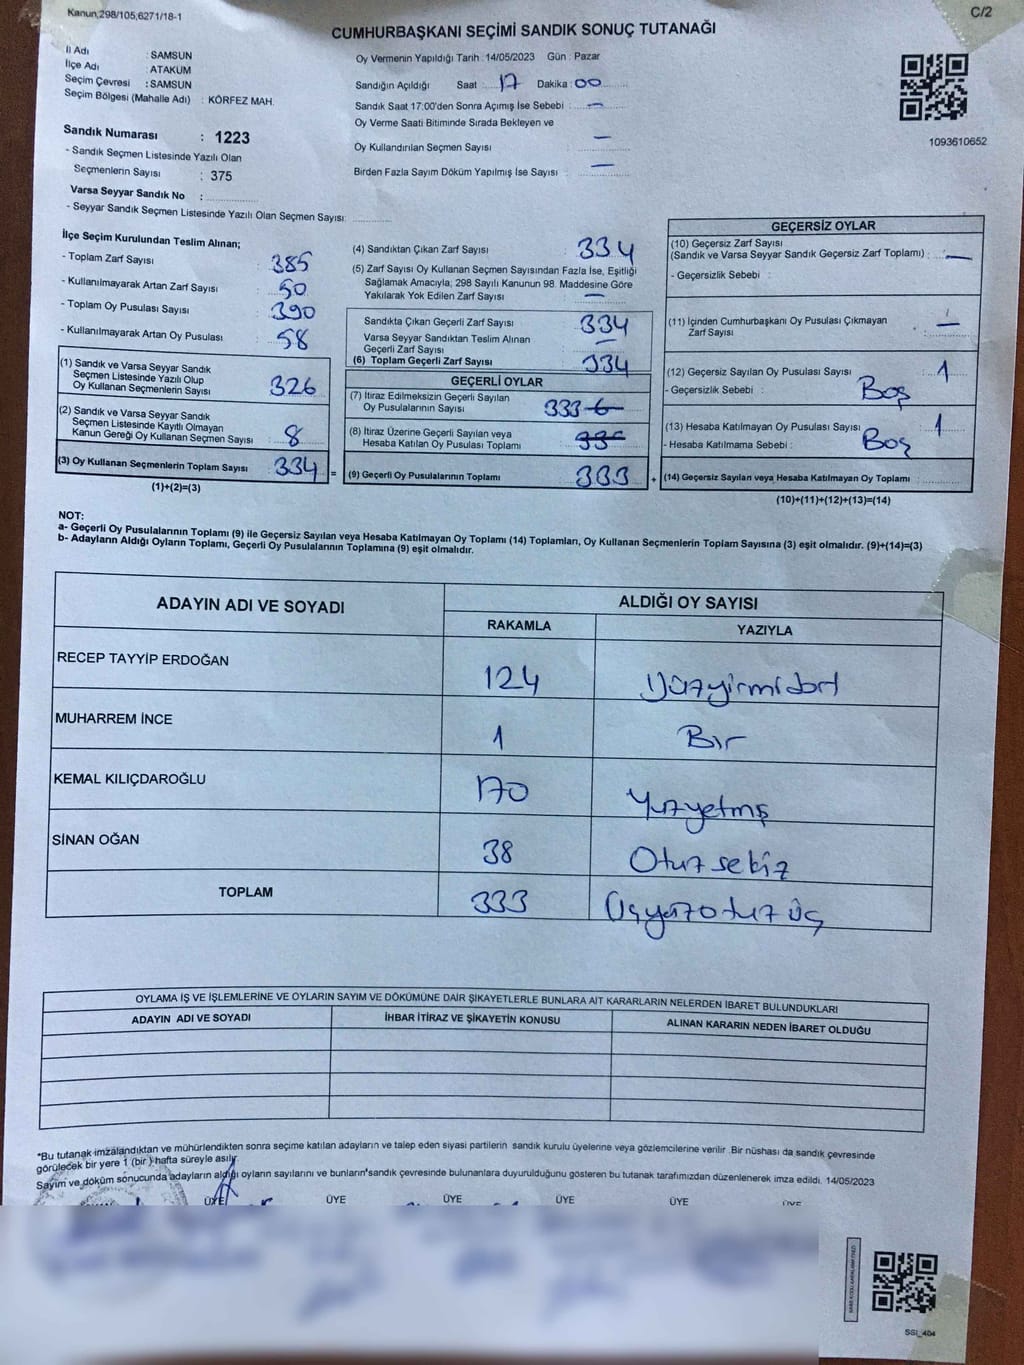 Kanun,298/105,6271/18-1
C/2
CUMHURBAŞKANI SEÇİMİ SANDIK SONUÇ TUTANAĞI
İl Adı : SAMSUN
İlçe Adı : ATAKUM
Seçim Çevresi : SAMSUN
Seçim Bölgesi (Mahalle Adı) : KÖRFEZ MAH.
Sandık Numarası : 1223
- Sandık Seçmen Listesinde Yazılı Olan
Seçmenlerin Sayısı : 375
Varsa Seyyar Sandık No :
- Seyyar Sandık Seçmen Listesinde Yazılı Olan Seçmen Sayısı:
Oy Vermenin Yapıldığı Tarih : 14/05/2023 Gün : Pazar
Sandığın Açıldığı Saat : 17 Dakika : 00
Sandık Saat 17:00'den Sonra Açımış İse Sebebi : —
Oy Verme Saati Bitiminde Sırada Bekleyen ve
Oy Kullandırılan Seçmen Sayısı : —
Birden Fazla Sayım Döküm Yapılmış İse Sayısı : —
1093610652
İlçe Seçim Kurulundan Teslim Alınan;
- Toplam Zarf Sayısı : 385
- Kullanılmayarak Artan Zarf Sayısı : 50
- Toplam Oy Pusulası Sayısı : 390
- Kullanılmayarak Artan Oy Pusulası : 58
(1) Sandık ve Varsa Seyyar Sandık
Seçmen Listesinde Yazılı Olup
Oy Kullanan Seçmenlerin Sayısı : 326
(2) Sandık ve Varsa Seyyar Sandık
Seçmen Listesinde Kayıtlı Olmayan
Kanun Gereği Oy Kullanan Seçmen Sayısı : 8
(3) Oy Kullanan Seçmenlerin Toplam Sayısı : 334
(1)+(2)=(3)
(4) Sandıktan Çıkan Zarf Sayısı : 334
(5) Zarf Sayısı Oy Kullanan Seçmen Sayısından Fazla İse, Eşitliği
Sağlamak Amacıyla; 298 Sayılı Kanunun 98. Maddesine Göre
Yakılarak Yok Edilen Zarf Sayısı : —
Sandıkta Çıkan Geçerli Zarf Sayısı : 334
Varsa Seyyar Sandıktan Teslim Alınan
Geçerli Zarf Sayısı : —
(6) Toplam Geçerli Zarf Sayısı : 334
GEÇERLİ OYLAR
(7) İtiraz Edilmeksizin Geçerli Sayılan
Oy Pusulalarının Sayısı : 333
(8) İtiraz Üzerine Geçerli Sayılan veya
Hesaba Katılan Oy Pusulası Toplamı :
= (9) Geçerli Oy Pusulalarının Toplamı : 333 +
GEÇERSİZ OYLAR
(10) Geçersiz Zarf Sayısı
(Sandık ve Varsa Seyyar Sandık Geçersiz Zarf Toplamı) : —
- Geçersizlik Sebebi :
(11) İçinden Cumhurbaşkanı Oy Pusulası Çıkmayan
Zarf Sayısı : —
(12) Geçersiz Sayılan Oy Pusulası Sayısı : 1
- Geçersizlik Sebebi : Boş
(13) Hesaba Katılmayan Oy Pusulası Sayısı : 1
- Hesaba Katılmama Sebebi : Boş
(14) Geçersiz Sayılan veya Hesaba Katılmayan Oy Toplamı :
(10)+(11)+(12)+(13)=(14)
NOT:
a- Geçerli Oy Pusulalarının Toplamı (9) ile Geçersiz Sayılan veya Hesaba Katılmayan Oy Toplamı (14) Toplamları, Oy Kullanan Seçmenlerin Toplam Sayısına (3) eşit olmalıdır. (9)+(14)=(3)
b- Adayların Aldığı Oyların Toplamı, Geçerli Oy Pusulalarının Toplamına (9) eşit olmalıdır.
ADAYIN ADI VE SOYADI ALDIĞI OY SAYISI
RAKAMLA YAZIYLA
RECEP TAYYİP ERDOĞAN 124 Yüzyirmidört
MUHARREM İNCE 1 Bir
KEMAL KILIÇDAROĞLU 170 Yüzyetmş
SİNAN OĞAN 38 Otuzsekiz
TOPLAM 333 Üçyüzotuzüç
OYLAMA İŞ VE İŞLEMLERİNE VE OYLARIN SAYIM VE DÖKÜMÜNE DAİR ŞİKAYETLERLE BUNLARA AİT KARARLARIN NELERDEN İBARET BULUNDUKLARI
ADAYIN ADI VE SOYADI İHBAR İTİRAZ VE ŞİKAYETİN KONUSU ALINAN KARARIN NEDEN İBARET OLDUĞU
*Bu tutanak imzalandıktan ve mühürlendikten sonra seçime katılan adayların ve talep eden siyasi partilerin sandık kurulu üyelerine veya gözlemcilerine verilir. Bir nüshası da sandık çevresinde
görülecek bir yere 1 (bir) hafta süreyle asılır.
Sayım ve döküm sonucunda adayların aldığı oyların sayılarını ve bunların sandık çevresinde bulunanlara duyurulduğunu gösteren bu tutanak tarafımızdan düzenlenerek imza edildi. 14/05/2023
ÜYE ÜYE ÜYE ÜYE ÜYE ÜYE
SSI_404